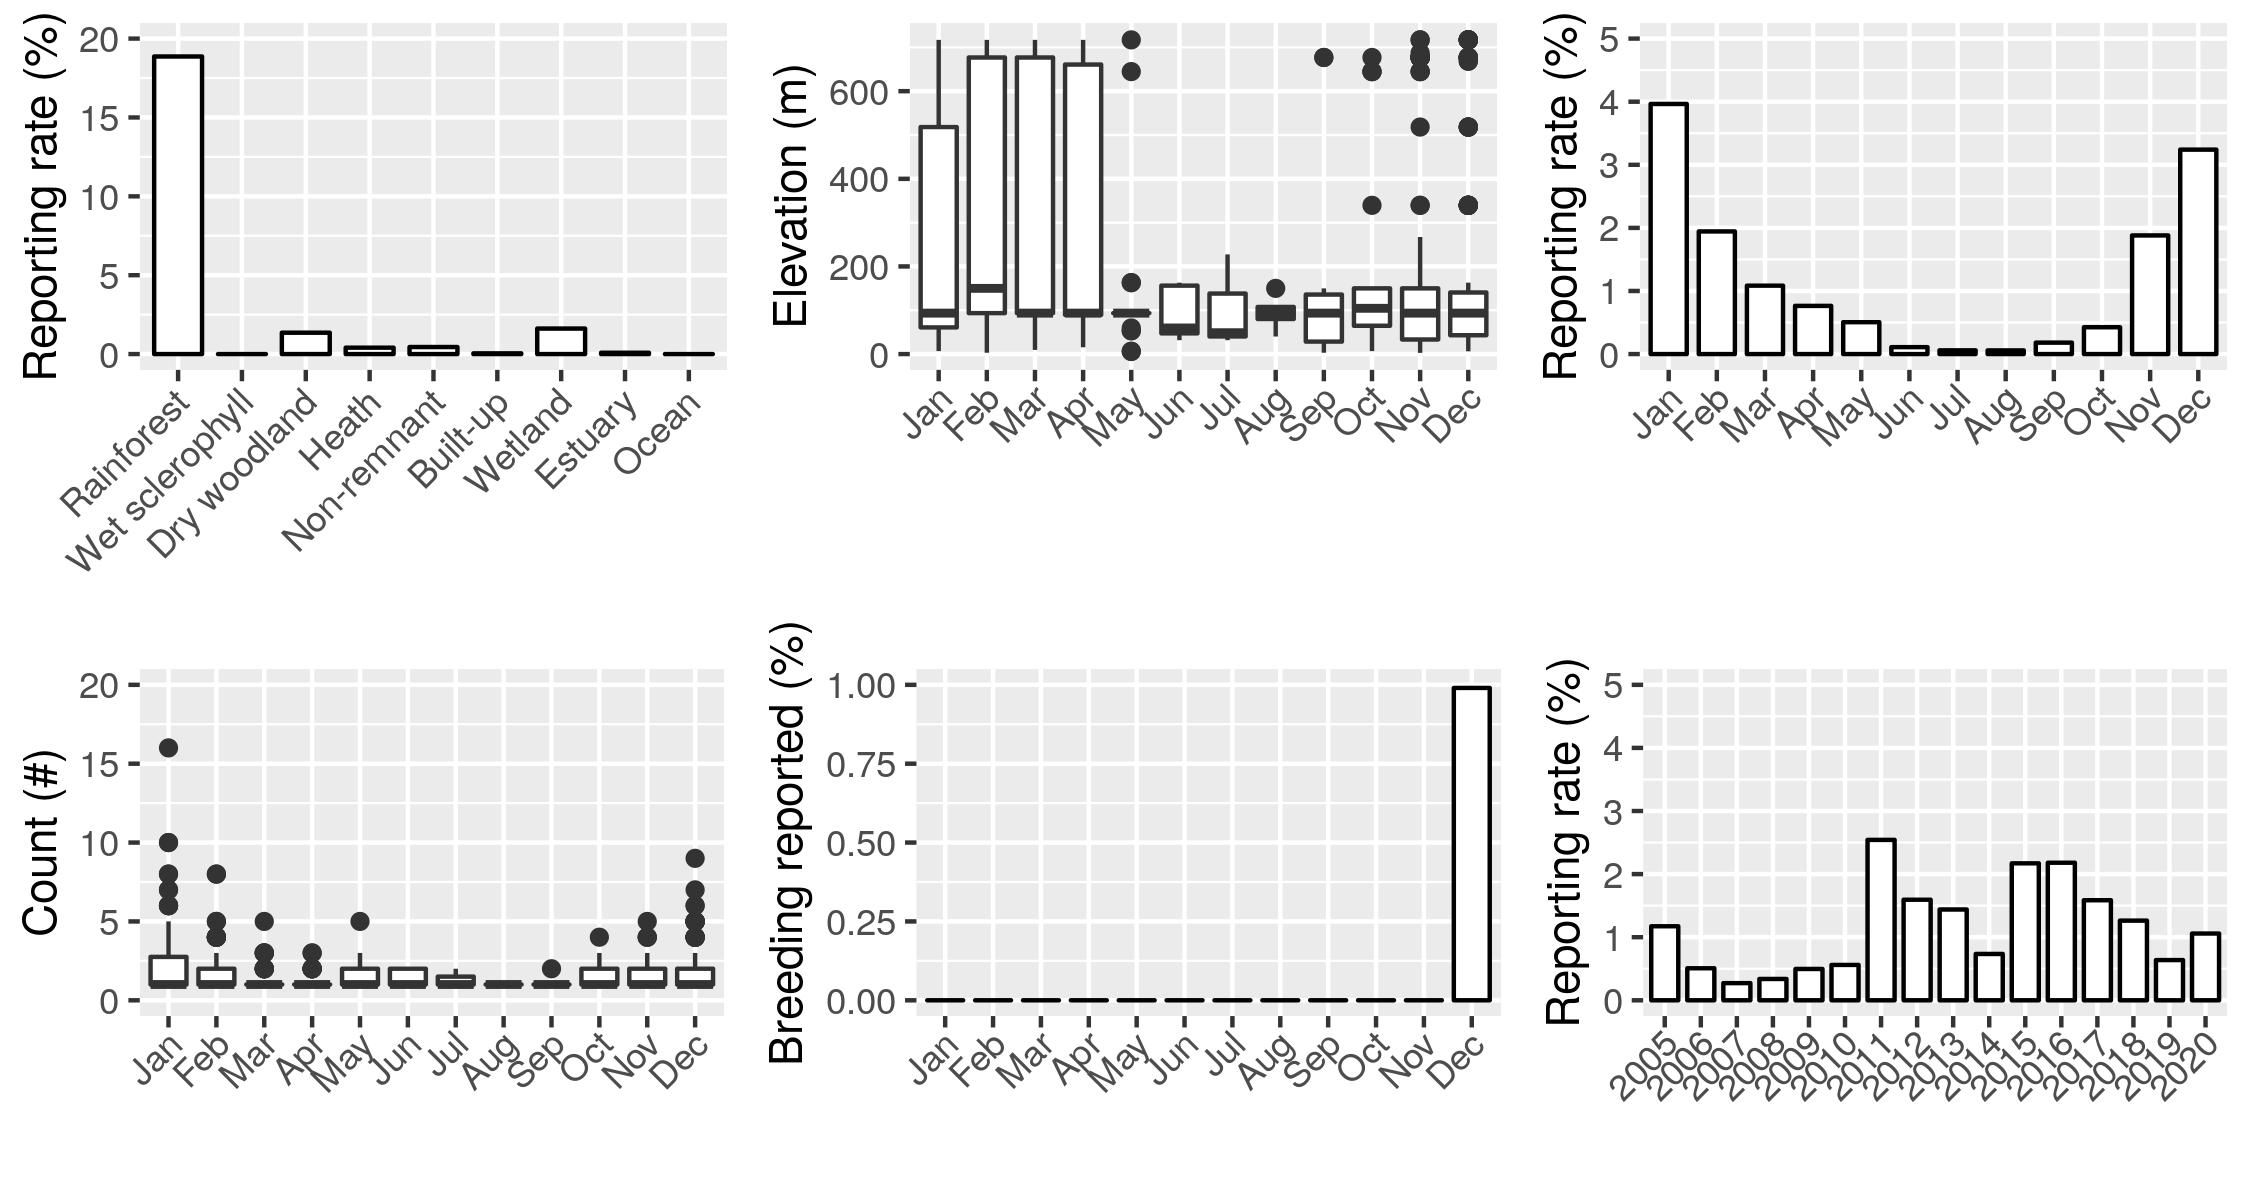 Reporting rate (%)
20
15
10
5
0
Rainforest
Wet sclerophyll
Dry woodland
Heath
Non-remnant
Built-up
Wetland
Estuary
Ocean
Elevation (m)
600
400
200
0
Jan
Feb
Mar
Apr
May
Jun
Jul
Aug
Sep
Oct
Nov
Dec
Reporting rate (%)
5
4
3
2
1
0
Jan
Feb
Mar
Apr
May
Jun
Jul
Aug
Sep
Oct
Nov
Dec
Count (#)
20
15
10
5
0
Jan
Feb
Mar
Apr
May
Jun
Jul
Aug
Sep
Oct
Nov
Dec
Breeding reported (%)
1.00
0.75
0.50
0.25
0.00
Jan
Feb
Mar
Apr
May
Jun
Jul
Aug
Sep
Oct
Nov
Dec
Reporting rate (%)
5
4
3
2
1
0
2005
2006
2007
2008
2009
2010
2011
2012
2013
2014
2015
2016
2017
2018
2019
2020